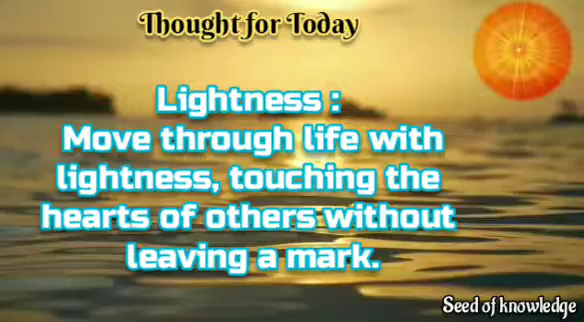 Thought for Today
Lightness :
Move through life with
lightness, touching the
hearts of others without
leaving a mark.
Seed of knowledge